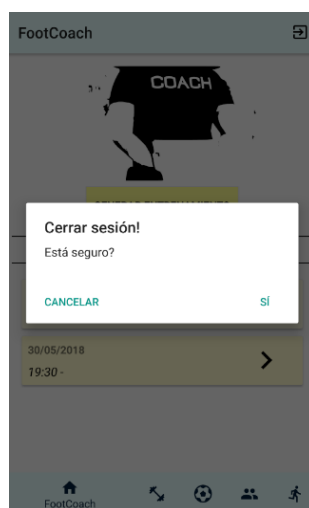 FootCoach
COACH
Cerrar sesión!
Está seguro?
CANCELAR
SÍ
30/05/2018
19:30 -
FootCoach